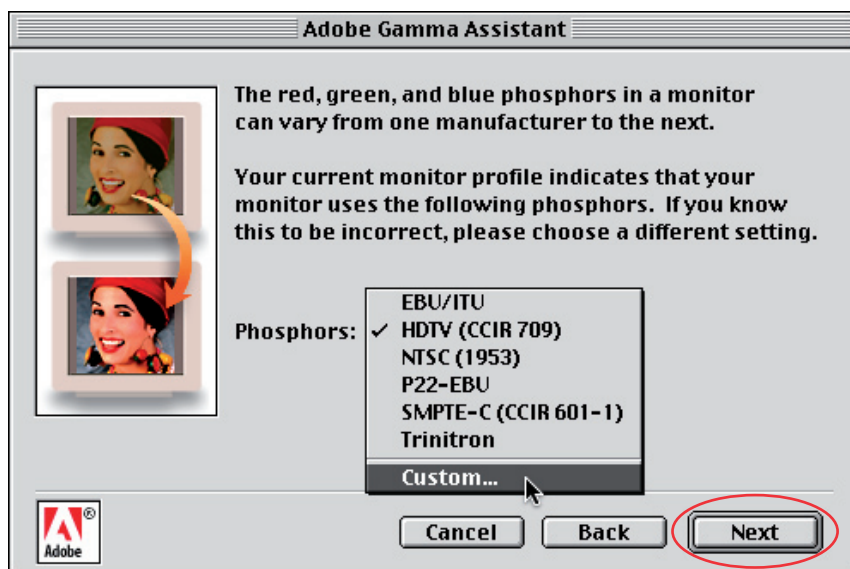 Adobe Gamma Assistant
The red, green, and blue phosphors in a monitor
can vary from one manufacturer to the next.
Your current monitor profile indicates that your
monitor uses the following phosphors. If you know
this to be incorrect, please choose a different setting.
Phosphors:
EBU/ITU
✓ HDTV (CCIR 709)
NTSC (1953)
P22-EBU
SMPTE-C (CCIR 601-1)
Trinitron
Custom...
Adobe ®
Cancel Back Next